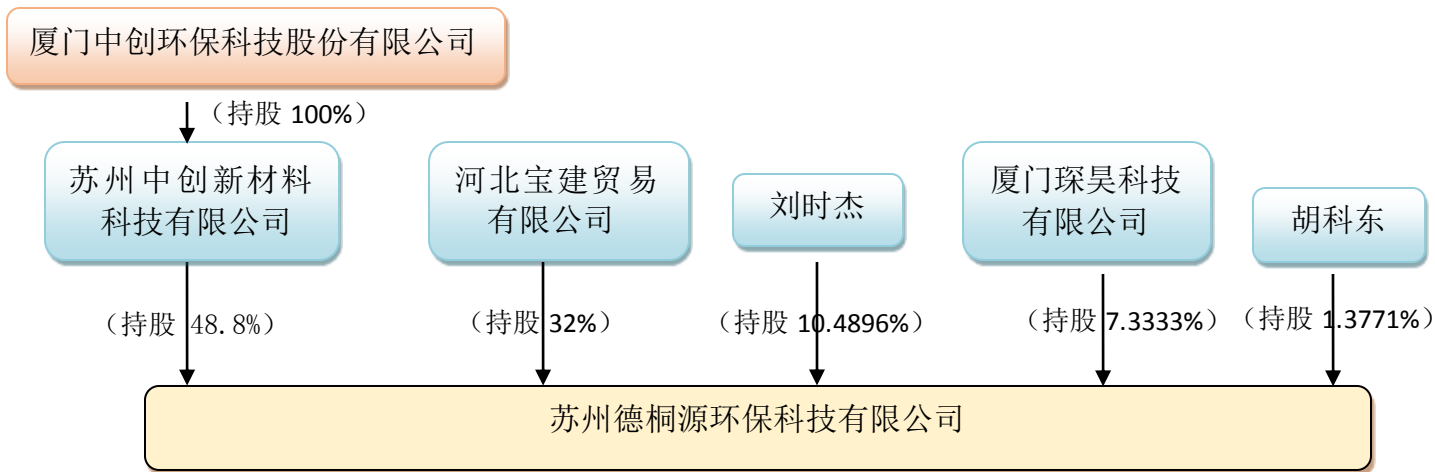 厦门中创环保科技股份有限公司
（持股 100%）
苏州中创新材料
科技有限公司
河北宝建贸易
有限公司
刘时杰
厦门琛昊科技
有限公司
胡科东
（持股 48.8%）
（持股 32%）
（持股 10.4896%）
（持股 7.3333%）
（持股 1.3771%）
苏州德桐源环保科技有限公司